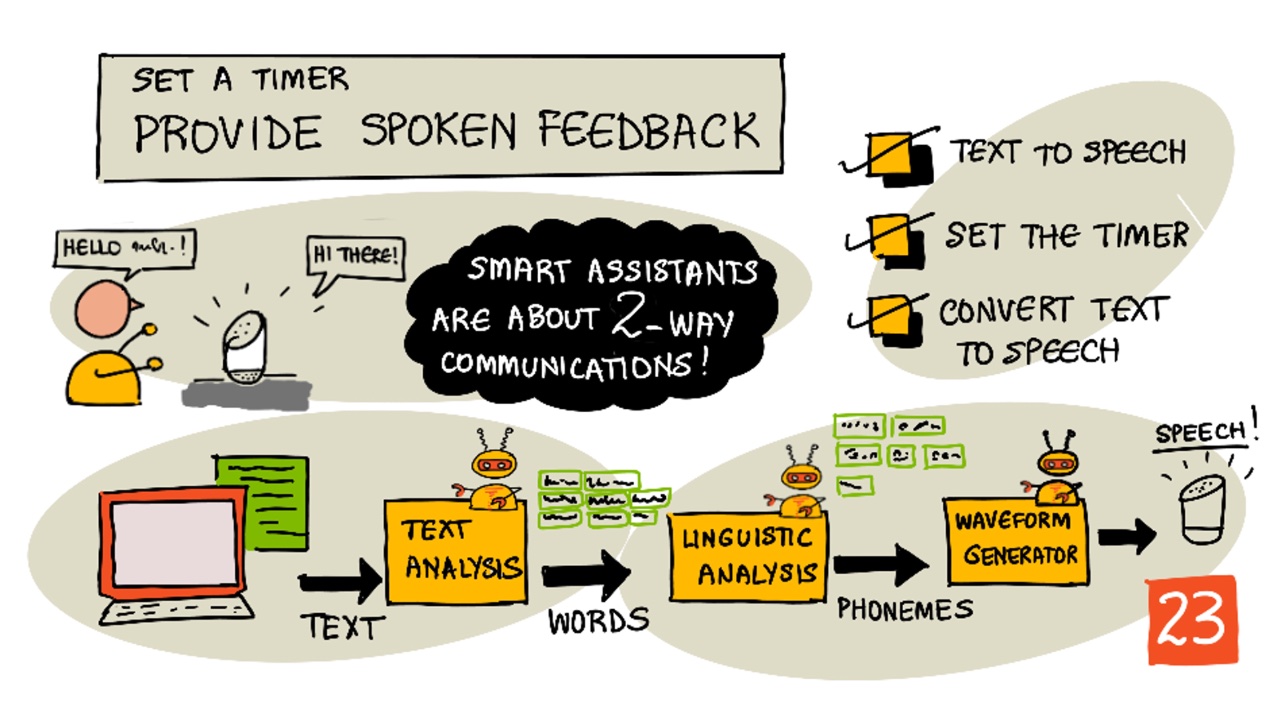 SET A TIMER
PROVIDE SPOKEN FEEDBACK
TEXT TO SPEECH
SET THE TIMER
CONVERT TEXT
TO SPEECH
HELLO
HI THERE!
SMART ASSISTANTS
ARE ABOUT 2-WAY
COMMUNICATIONS!
TEXT
ANALYSIS
TEXT
WORDS
LINGUISTIC
ANALYSIS
PHONEMES
WAVEFORM
GENERATOR
SPEECH!
23